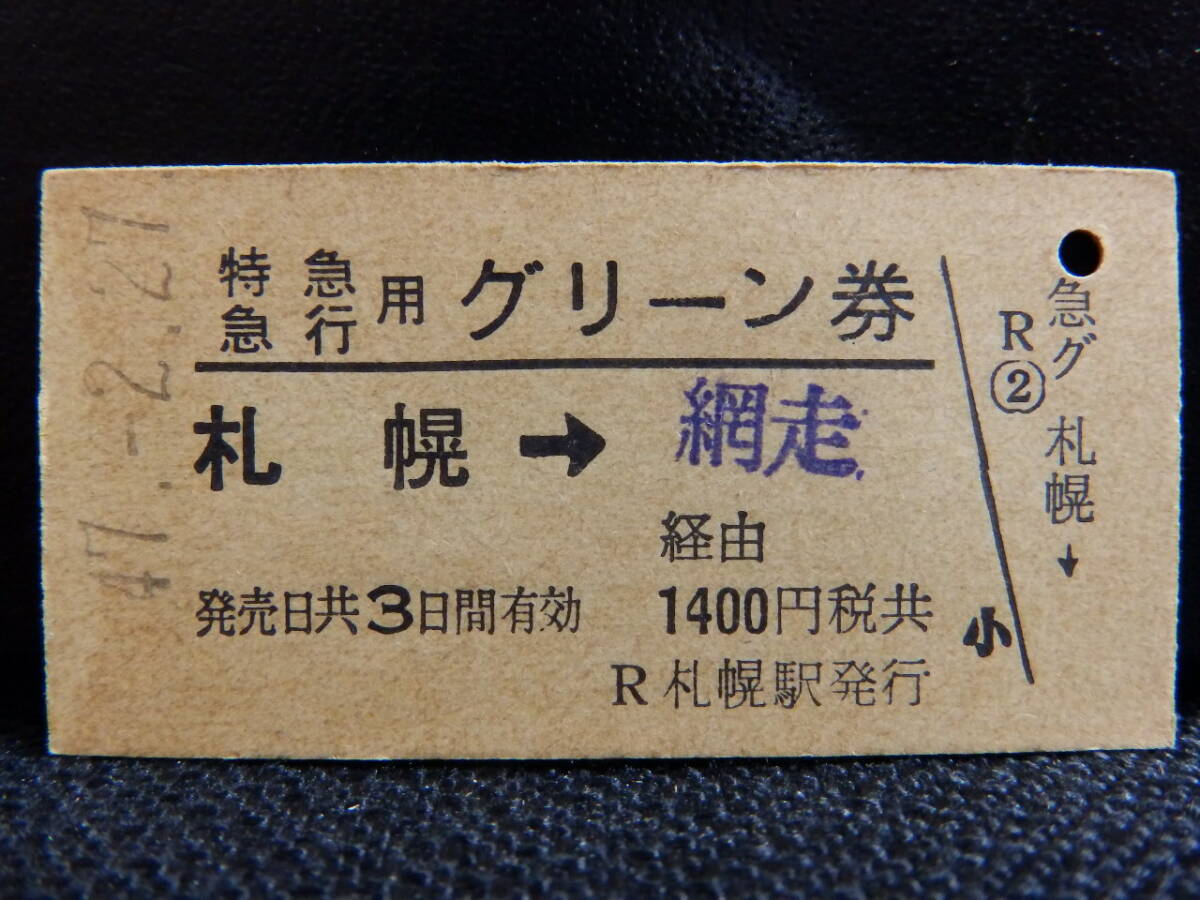 47.-2.27
特急
急行
用 グリーン券
札幌→網走
経由
発売日共3日間有効 1400円税共
R 札幌駅発行
小
急グ 札幌→
R②